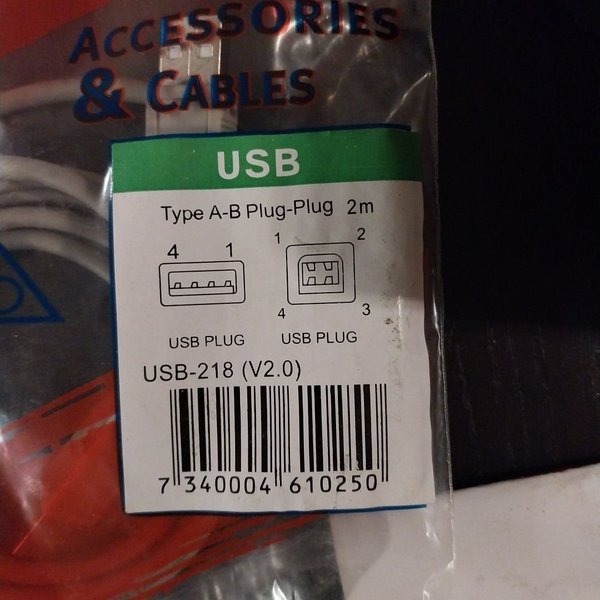 ACCESSORIES
& CABLES
USB
Type A-B Plug-Plug 2m
4 1
1 2
4 3
USB PLUG USB PLUG
USB-218 (V2.0)
7 340004 610250